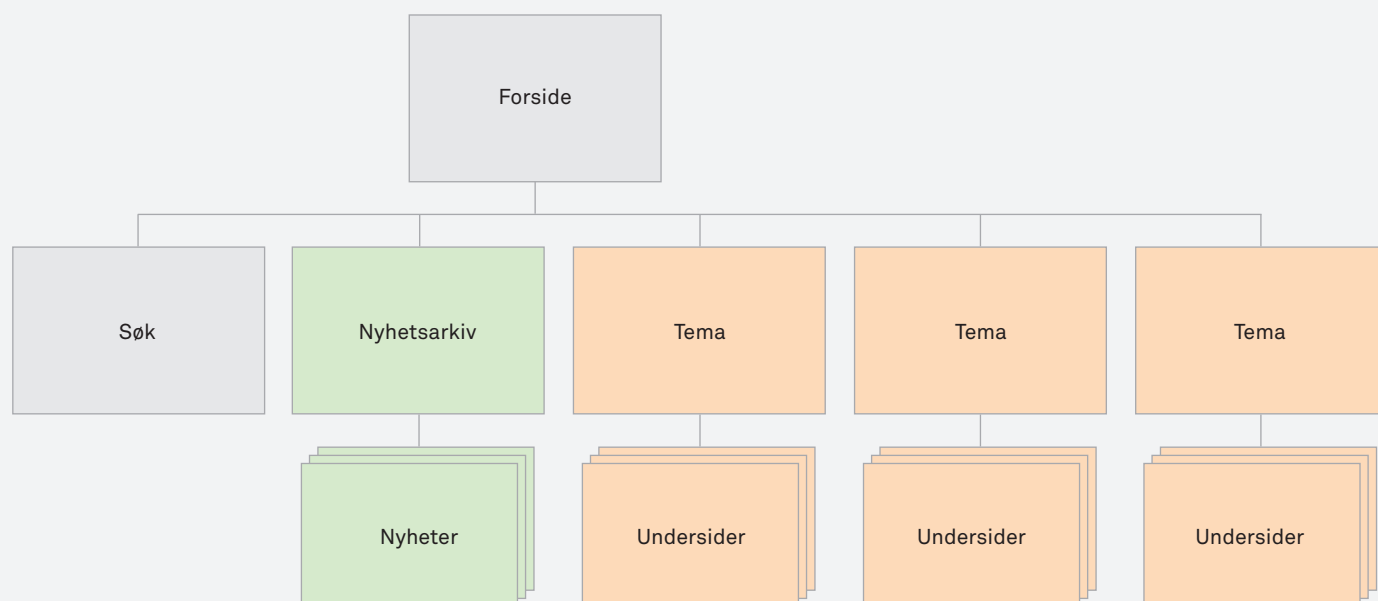 Forside
Søk
Nyhetsarkiv
Tema
Tema
Tema
Nyheter
Undersider
Undersider
Undersider